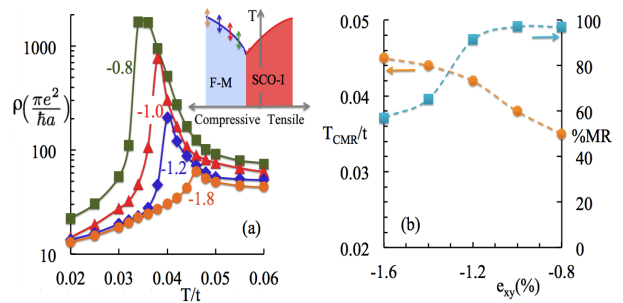 (a)
1000
100
10
ρ(πe²/ħa)
0.02 0.03 0.04 0.05 0.06
T/t
-0.8
-1.0
-1.2
-1.8
T
F-M
SCO-I
Compressive Tensile
0.05
0.04
0.03
0.02
T_CMR/t
(b)
100
80
60
40
20
0
%MR
-1.6 -1.2 -0.8
e_xy(%)